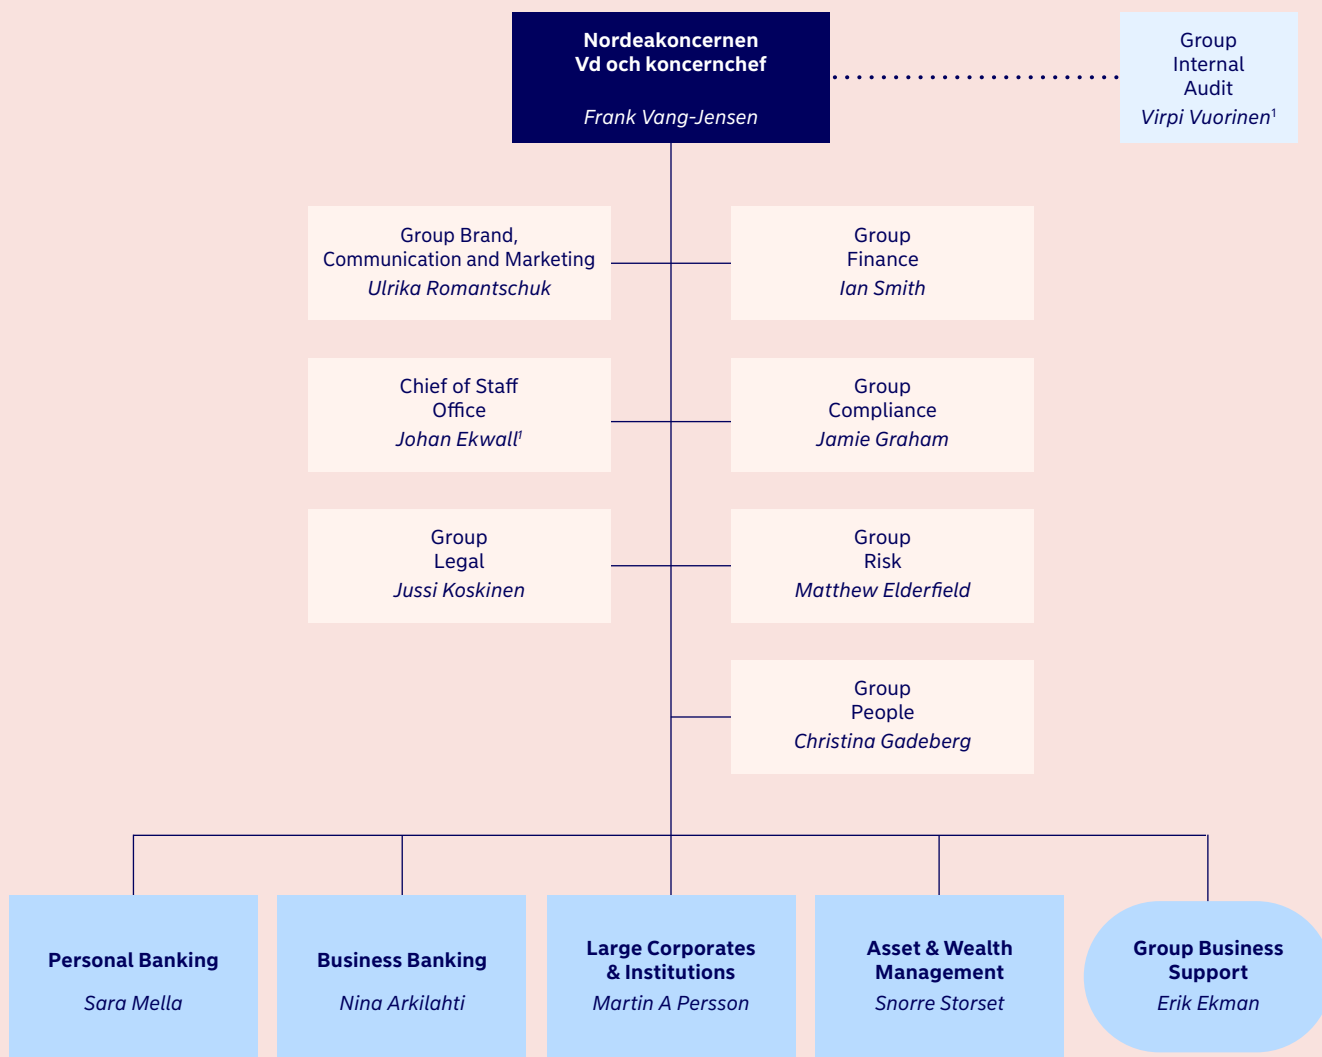 Nordeakoncernen
Vd och koncernchef
Frank Vang-Jensen
Group
Internal
Audit
Virpi Vuorinen¹
Group Brand,
Communication and Marketing
Ulrika Romantschuk
Group
Finance
Ian Smith
Chief of Staff
Office
Johan Ekwall¹
Group
Compliance
Jamie Graham
Group
Legal
Jussi Koskinen
Group
Risk
Matthew Elderfield
Group
People
Christina Gadeberg
Personal Banking
Sara Mella
Business Banking
Nina Arkilahti
Large Corporates
& Institutions
Martin A Persson
Asset & Wealth
Management
Snorre Storset
Group Business
Support
Erik Ekman